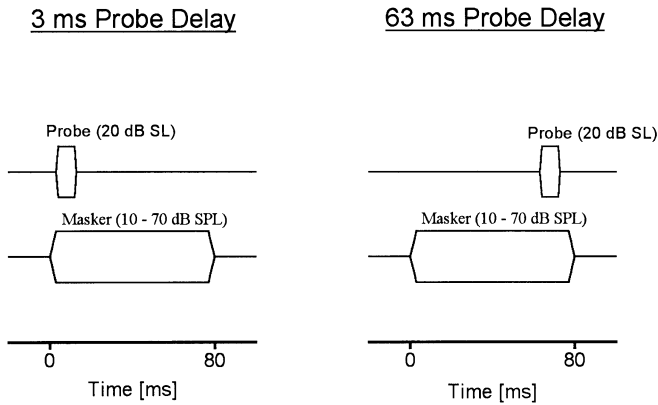 3 ms Probe Delay
63 ms Probe Delay
Probe (20 dB SL)
Probe (20 dB SL)
Masker (10 - 70 dB SPL)
Masker (10 - 70 dB SPL)
0
80
0
80
Time [ms]
Time [ms]